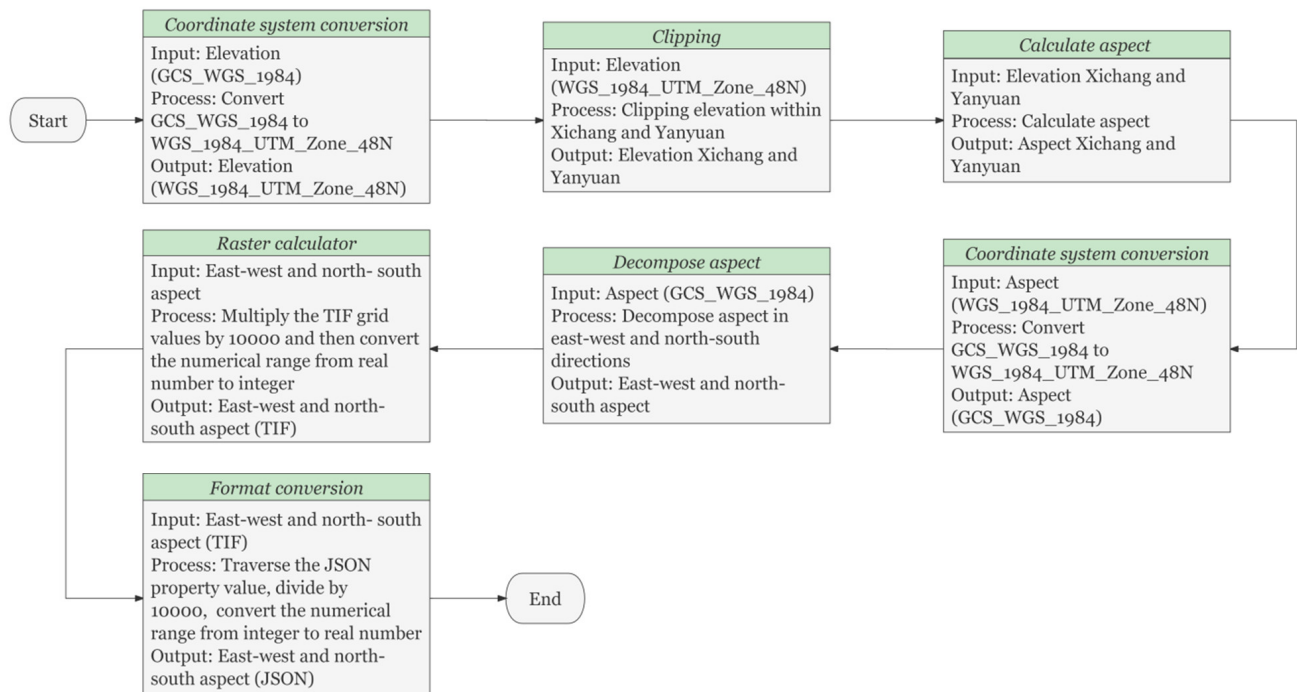 Start
Coordinate system conversion
Input: Elevation
(GCS_WGS_1984)
Process: Convert
GCS_WGS_1984 to
WGS_1984_UTM_Zone_48N
Output: Elevation
(WGS_1984_UTM_Zone_48N)
Clipping
Input: Elevation
(WGS_1984_UTM_Zone_48N)
Process: Clipping elevation within
Xichang and Yanyuan
Output: Elevation Xichang and
Yanyuan
Calculate aspect
Input: Elevation Xichang and
Yanyuan
Process: Calculate aspect
Output: Aspect Xichang and
Yanyuan
Coordinate system conversion
Input: Aspect
(WGS_1984_UTM_Zone_48N)
Process: Convert
GCS_WGS_1984 to
WGS_1984_UTM_Zone_48N
Output: Aspect
(GCS_WGS_1984)
Decompose aspect
Input: Aspect (GCS_WGS_1984)
Process: Decompose aspect in
east-west and north-south
directions
Output: East-west and north-
south aspect
Raster calculator
Input: East-west and north- south
aspect
Process: Multiply the TIF grid
values by 10000 and then convert
the numerical range from real
number to integer
Output: East-west and north-
south aspect (TIF)
Format conversion
Input: East-west and north- south
aspect (TIF)
Process: Traverse the JSON
property value, divide by
10000, convert the numerical
range from integer to real number
Output: East-west and north-
south aspect (JSON)
End